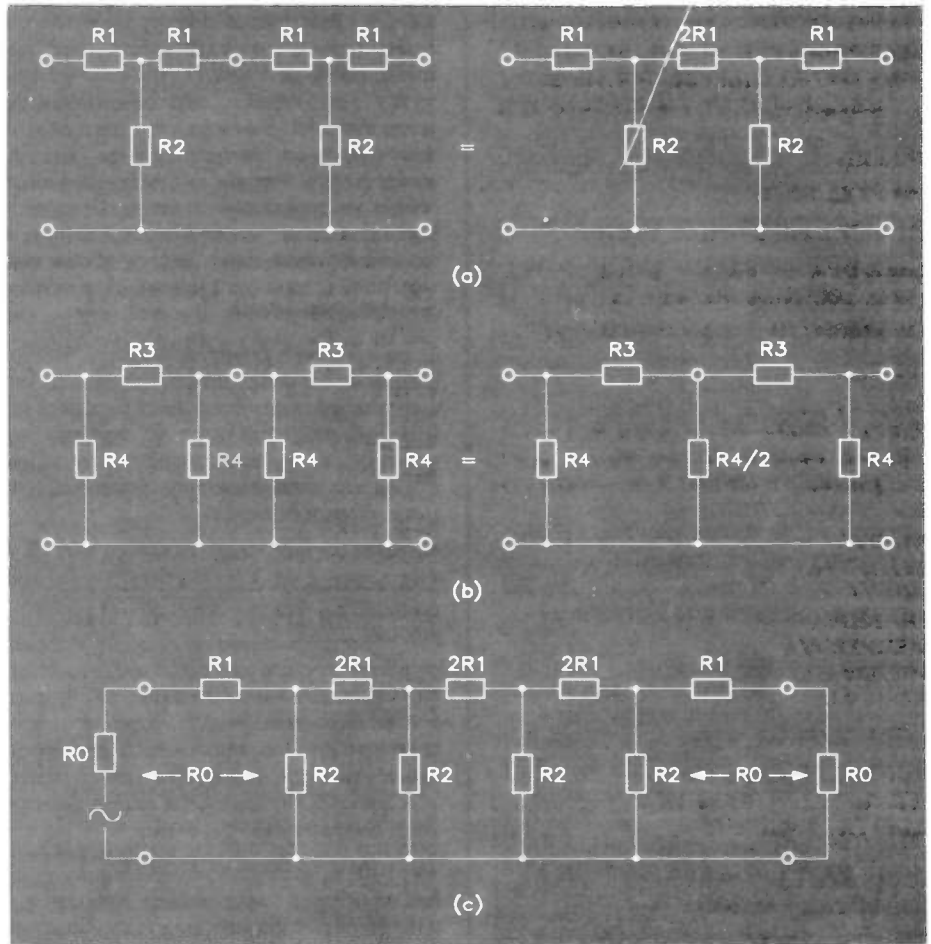 R1 R1 R1 R1 R1 2R1 R1
R2 R2 = R2 R2
(a)
R3 R3 R3 R3
R4 R4 R4 R4 = R4 R4/2 R4
(b)
R1 2R1 2R1 2R1 R1
R0 R0 R2 R2 R2 R2 R0 R0
(c)